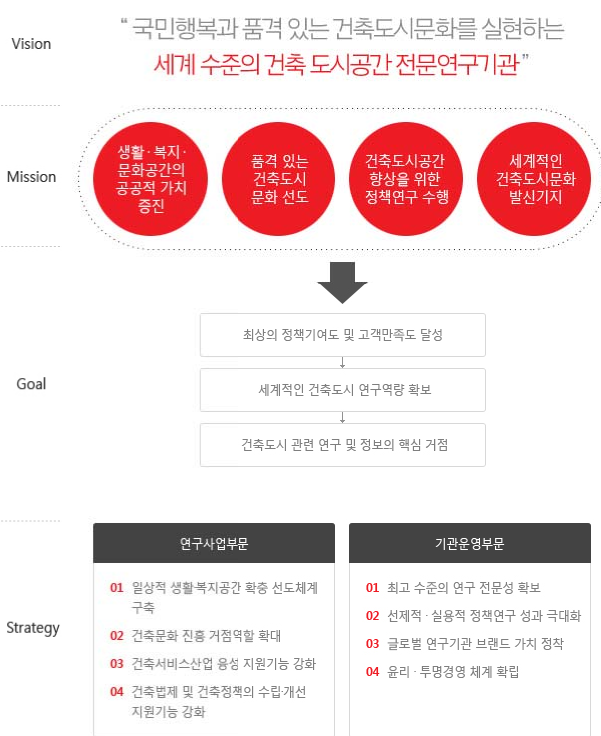 Vision
“ 국민행복과 품격 있는 건축도시문화를 실현하는
세계 수준의 건축 도시공간 전문연구기관 ”
Mission
생활 · 복지 ·
문화공간의
공공적 가치
증진
품격 있는
건축도시
문화 선도
건축도시공간
향상을 위한
정책연구 수행
세계적인
건축도시문화
발신기지
Goal
최상의 정책기여도 및 고객만족도 달성
세계적인 건축도시 연구역량 확보
건축도시 관련 연구 및 정보의 핵심 거점
Strategy
연구사업부문
01 일상적 생활·복지공간 확충 선도체계
구축
02 건축문화 진흥 거점역할 확대
03 건축서비스산업 육성 지원기능 강화
04 건축법제 및 건축정책의 수립·개선
지원기능 강화
기관운영부문
01 최고 수준의 연구 전문성 확보
02 선제적 · 실용적 정책연구 성과 극대화
03 글로벌 연구기관 브랜드 가치 정착
04 윤리 · 투명경영 체계 확립